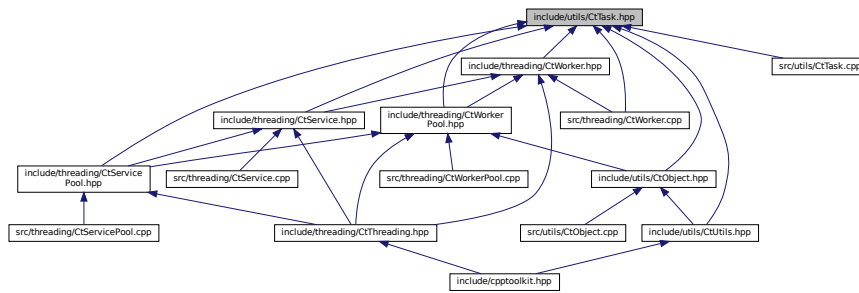 include/utils/CtTask.hpp
include/threading/CtWorker.hpp
src/utils/CtTask.cpp
include/threading/CtService.hpp
include/threading/CtWorker
Pool.hpp
src/threading/CtWorker.cpp
include/threading/CtService
Pool.hpp
src/threading/CtService.cpp
src/threading/CtWorkerPool.cpp
include/utils/CtObject.hpp
src/threading/CtServicePool.cpp
include/threading/CtThreading.hpp
src/utils/CtObject.cpp
include/utils/CtUtils.hpp
include/cpptoolkit.hpp